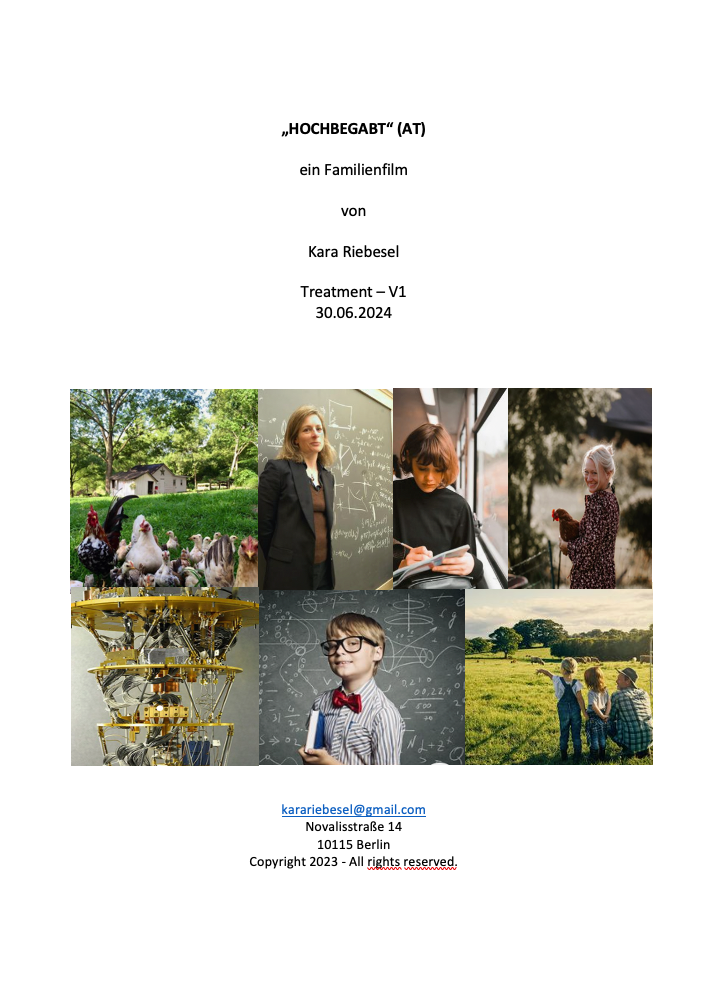 „HOCHBEGABT“ (AT)
ein Familienfilm
von
Kara Riebesel
Treatment – V1
30.06.2024
karariebesel@gmail.com
Novalisstraße 14
10115 Berlin
Copyright 2023 - All rights reserved.